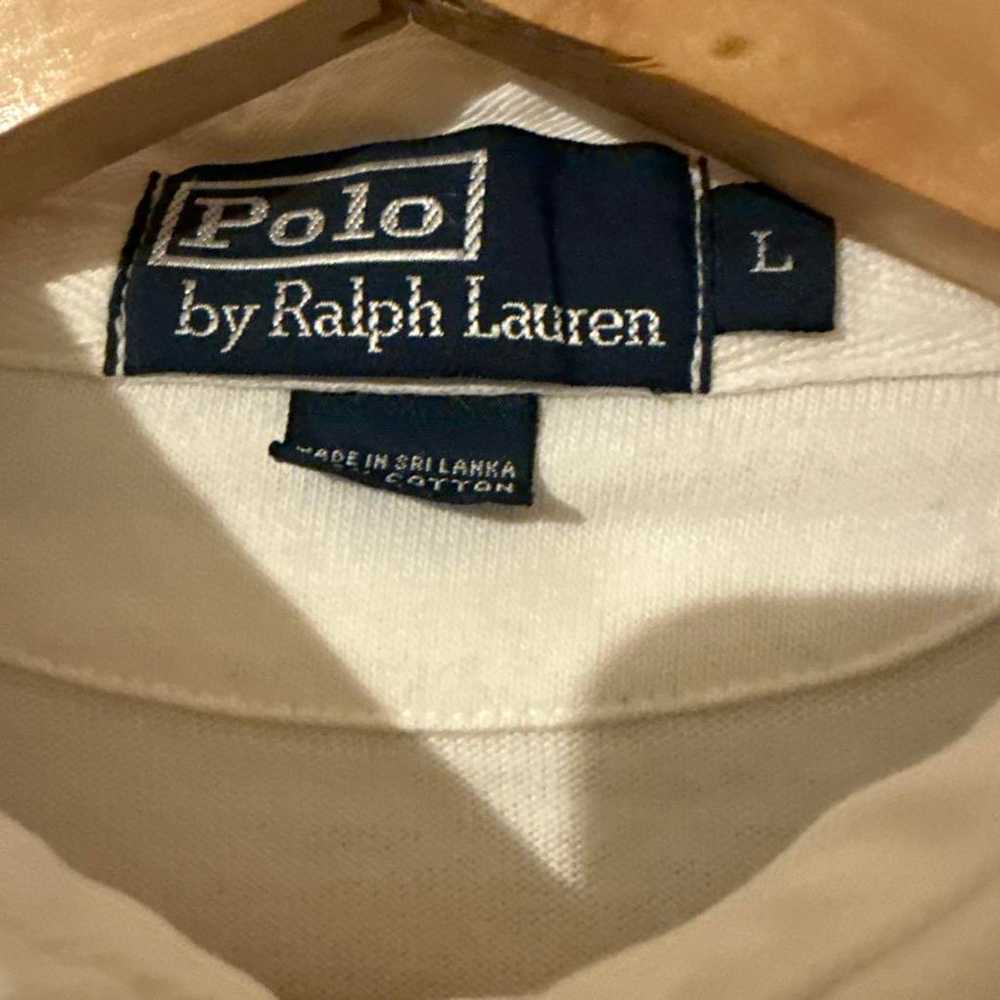 Polo
by Ralph Lauren
L
MADE IN SRI LANKA
COTTON